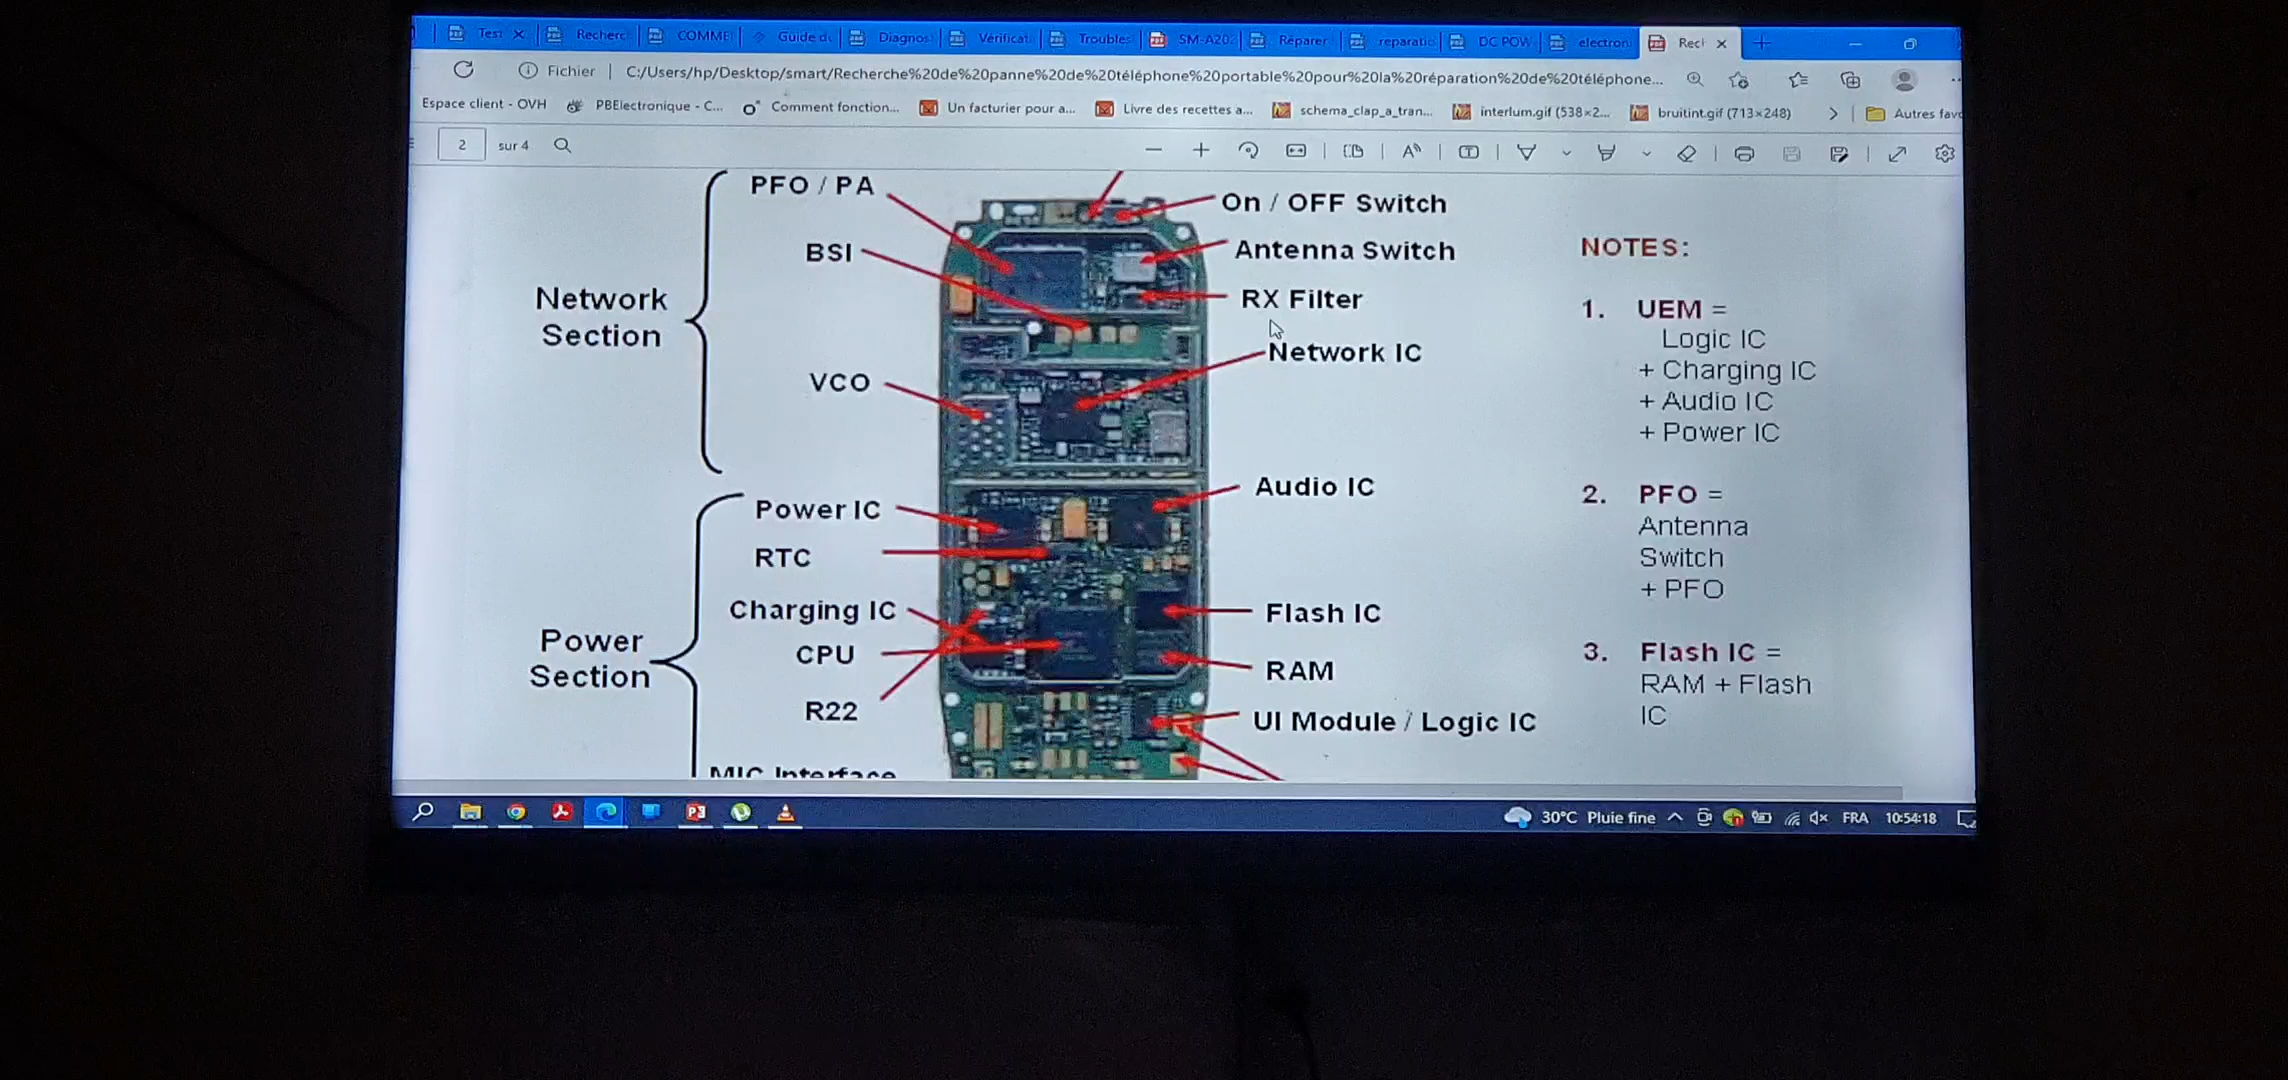 Test
Recherc
COMME
Guide du
Diagnos
Verificat
Troubles
SM-A20
Réparer
reparatio
DC POW
electron
Recl
Fichier
C:/Users/hp/Desktop/smart/Recherche%20de%20panne%20de%20téléphone%20portable%20pour%20la%20réparation%20de%20téléphone...
Espace client - OVH
PBElectronique - C...
Comment fonction...
Un facturier pour a...
Livre des recettes a...
schema_clap_a_tran...
interlum.gif (538×2...
bruitint.gif (713×248)
Autres favo
2 sur 4
PFO / PA
On / OFF Switch
BSI
Antenna Switch
RX Filter
Network
Section
Network IC
VCO
Power IC
Audio IC
RTC
Charging IC
Flash IC
Power
Section
CPU
RAM
R22
UI Module / Logic IC
MIC Interface
NOTES:
1. UEM =
Logic IC
+ Charging IC
+ Audio IC
+ Power IC
2. PFO =
Antenna
Switch
+ PFO
3. Flash IC =
RAM + Flash
IC
30°C Pluie fine
FRA
10:54:18